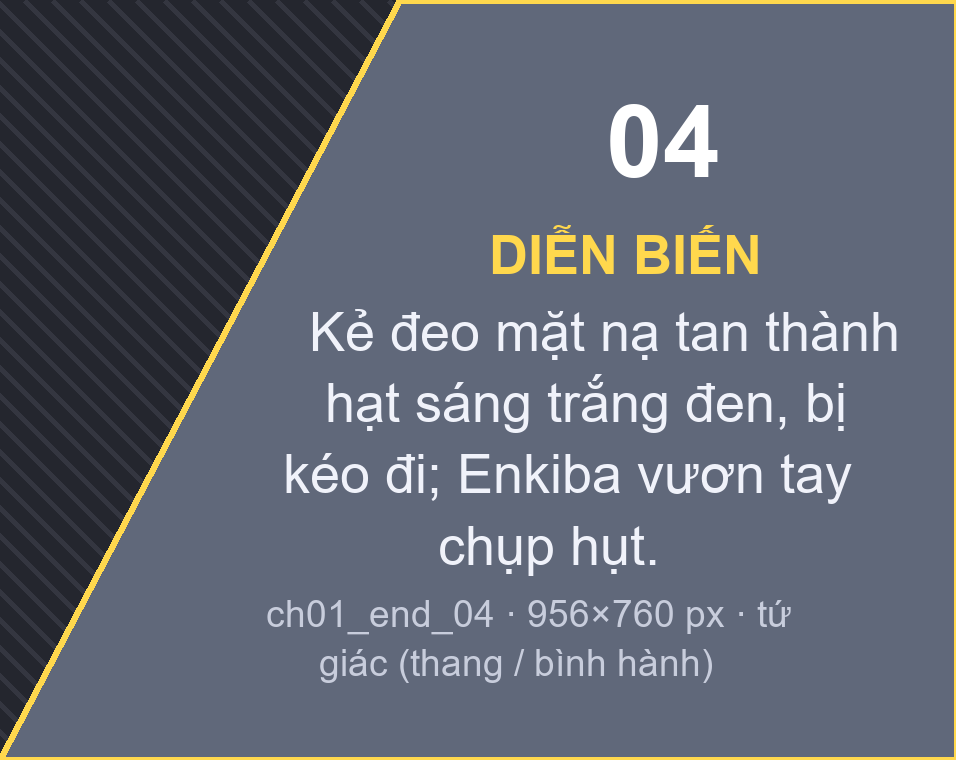 04
DIỄN BIẾN
Kẻ đeo mặt nạ tan thành
hạt sáng trắng đen, bị
kéo đi; Enkiba vươn tay
chụp hụt.
ch01_end_04 · 956×760 px · tứ
giác (thang / bình hành)